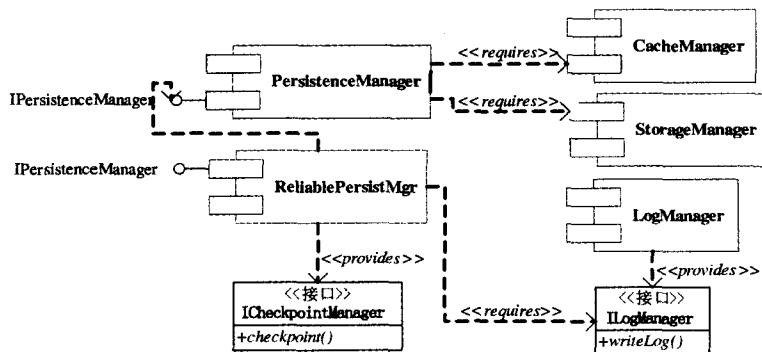 <<requires>>
CacheManager
PersistenceManager
IPersistenceManager
<<requires>>
StorageManager
IPersistenceManager
ReliablePersistMgr
LogManager
<<provides>>
<<provides>>
<<接口>>
ICheckpointManager
+checkpoint()
<<requires>>
<<接口>>
ILogManager
+writeLog()